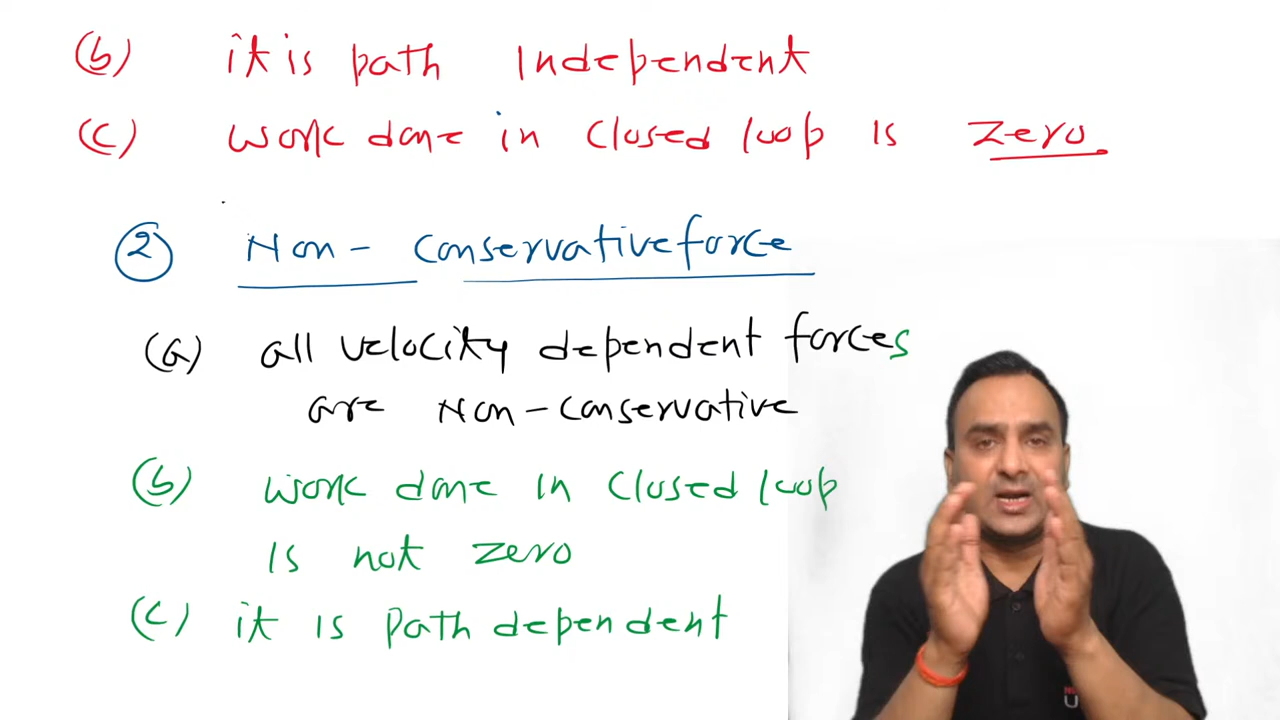 (b) it is path Independent
(c) work done in closed loop is zero.
② Non-conservative force
(a) all velocity dependent forces
are Non-conservative
(b) work done in closed loop
is not zero
(c) it is path dependent
U